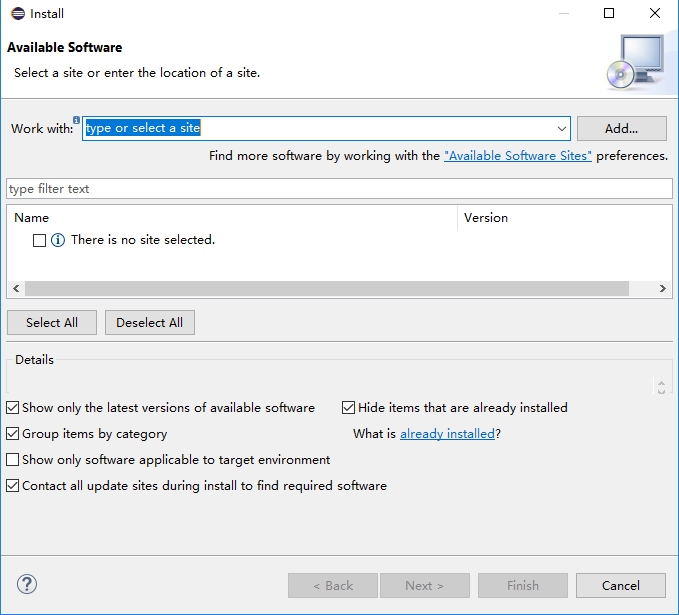 Install
Available Software
Select a site or enter the location of a site.
Work with: type or select a site Add...
Find more software by working with the "Available Software Sites" preferences.
type filter text
Name Version
There is no site selected.
Select All Deselect All
Details
Show only the latest versions of available software Hide items that are already installed
Group items by category What is already installed?
Show only software applicable to target environment
Contact all update sites during install to find required software
? < Back Next > Finish Cancel